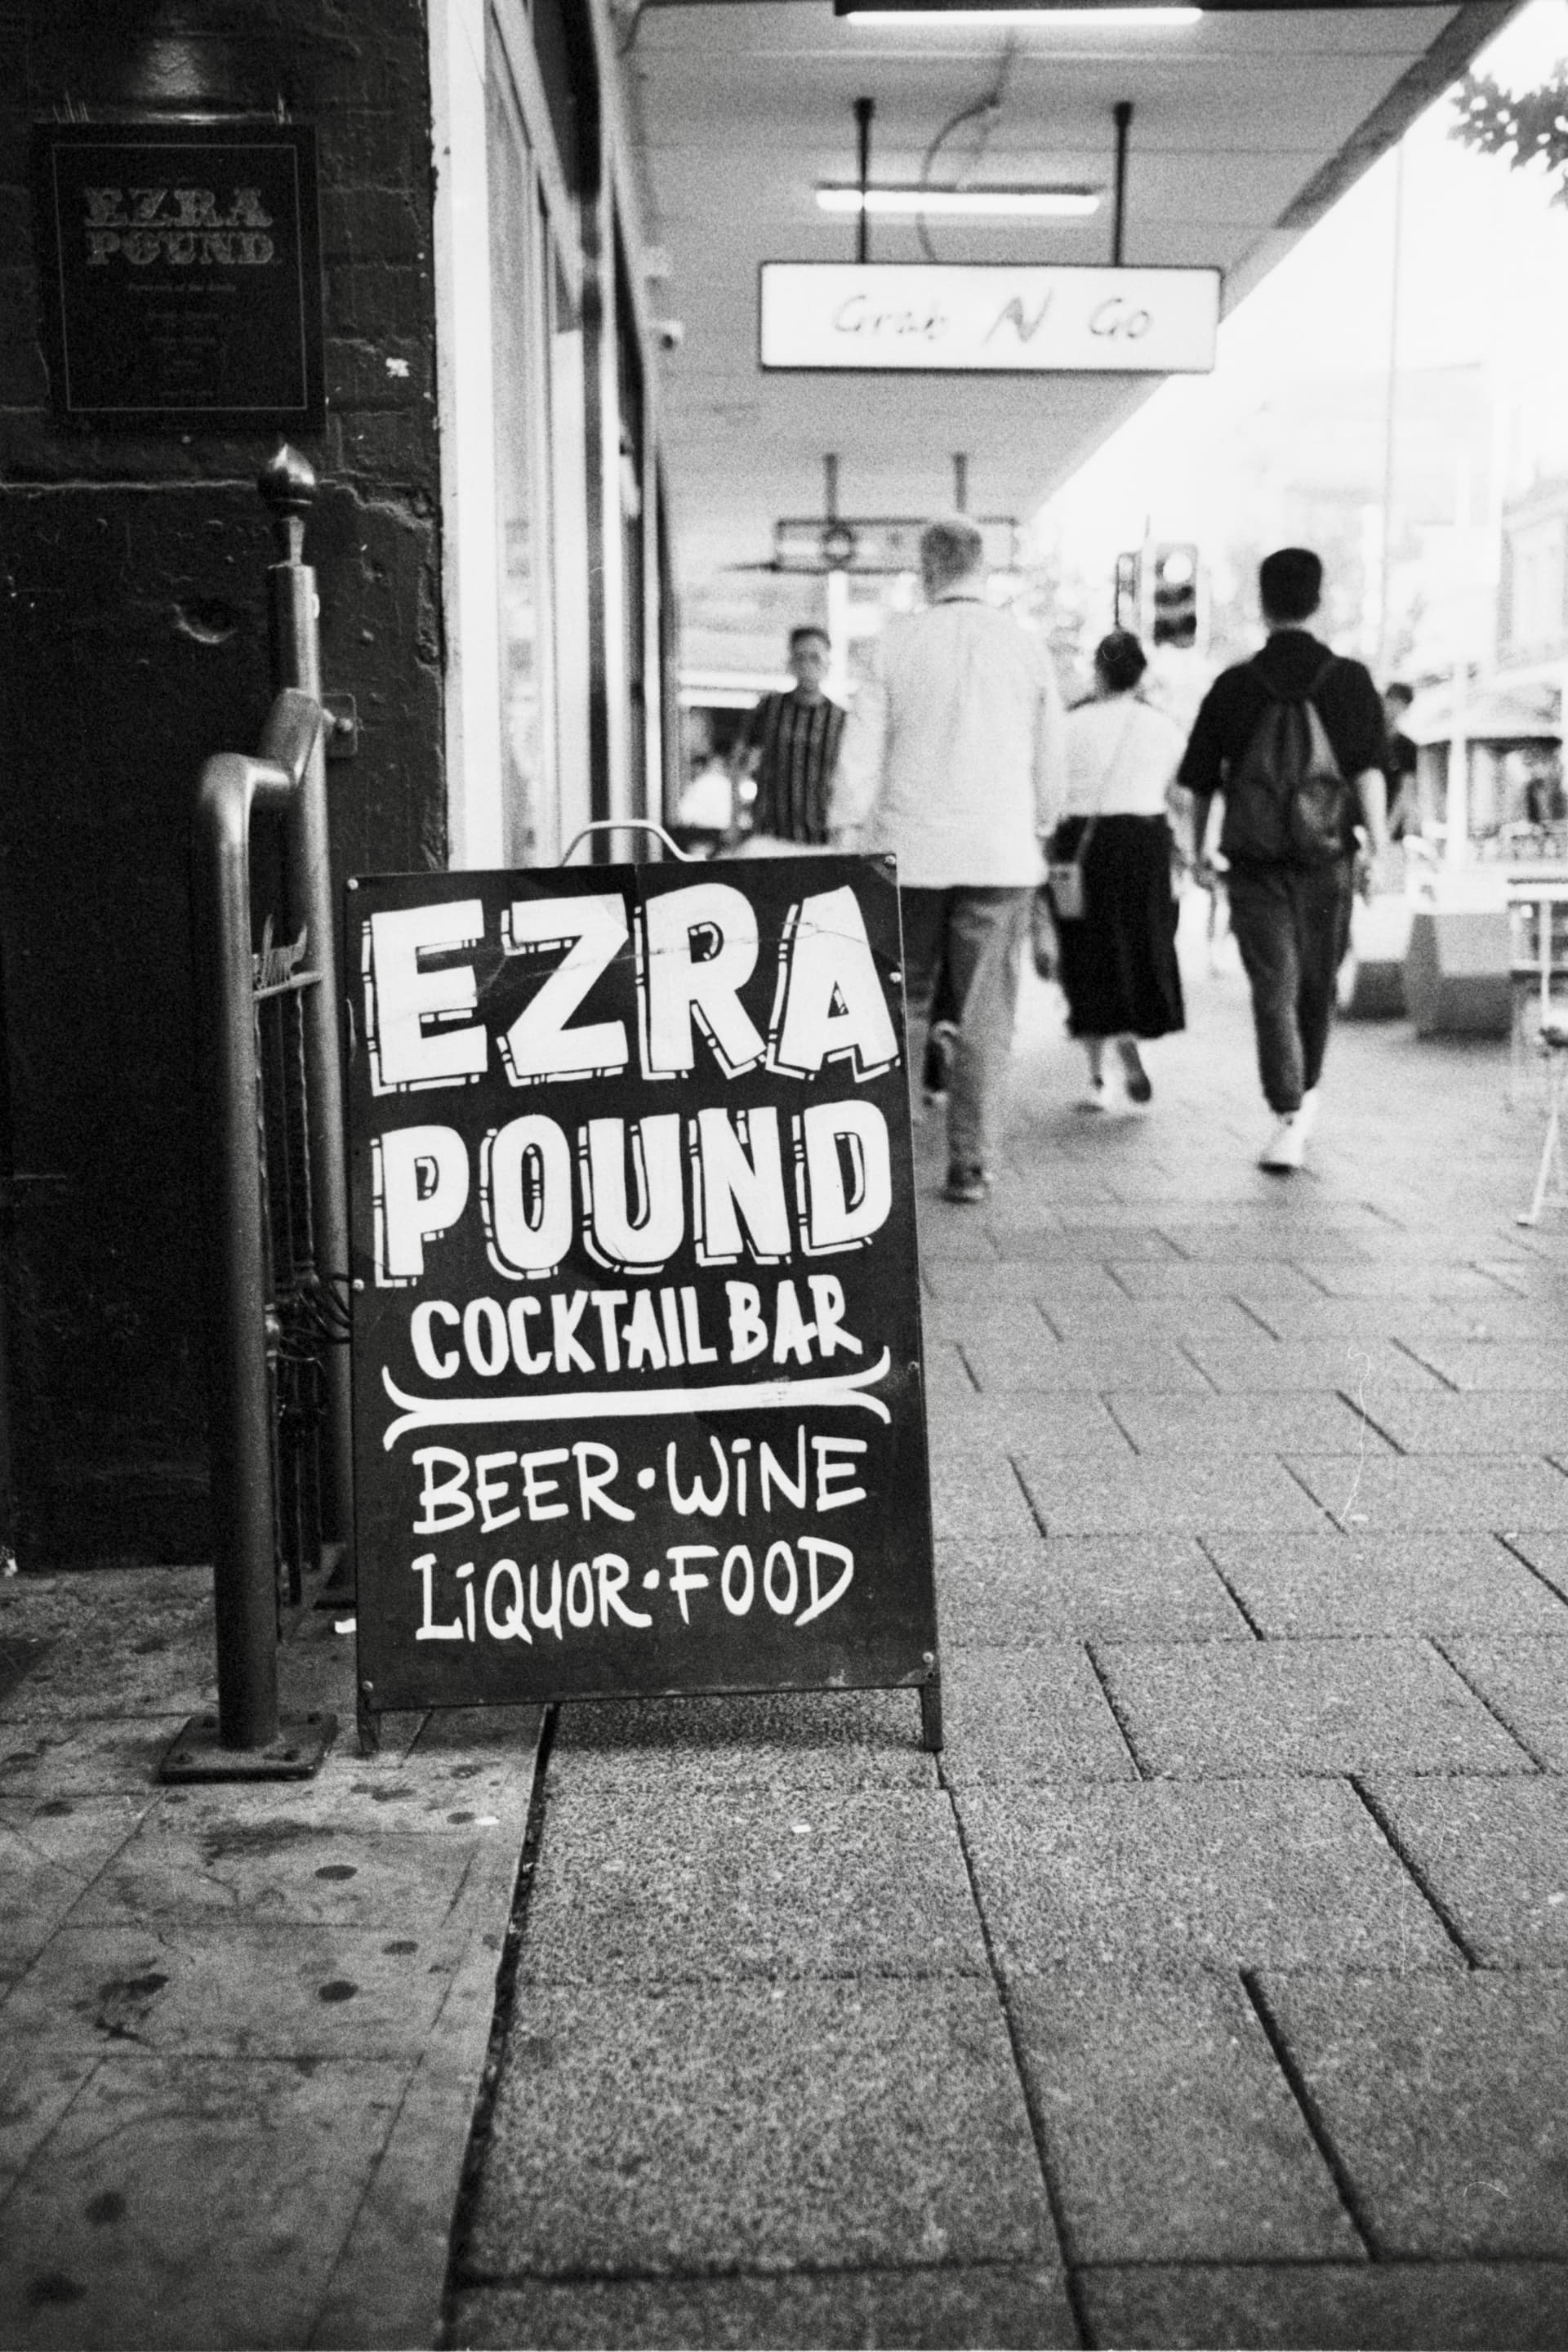 EZRA
POUND
Grab N Go
EZRA
POUND
COCKTAIL BAR
BEER·WiNE
LiQUOR·FOOD